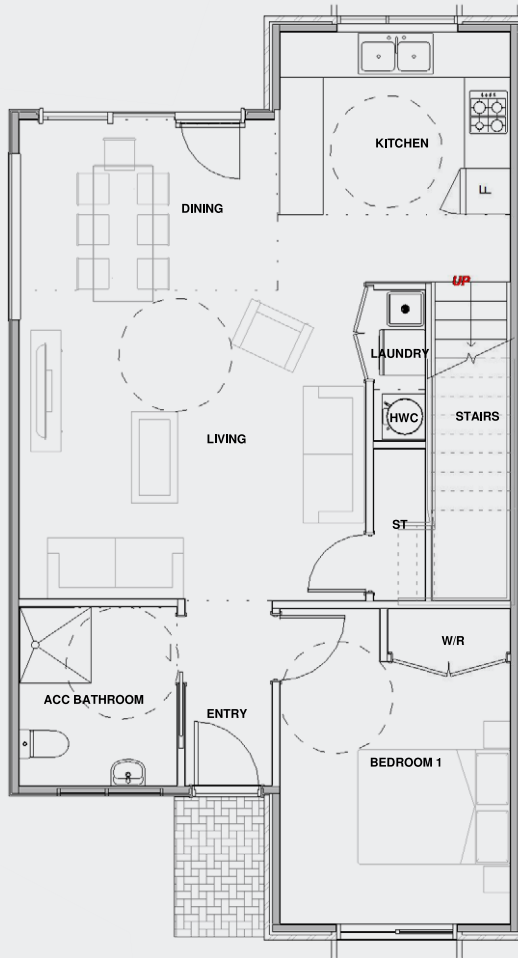 KITCHEN
F
DINING
UP
LAUNDRY
HWC
STAIRS
LIVING
ST
W/R
ACC BATHROOM
ENTRY
BEDROOM 1